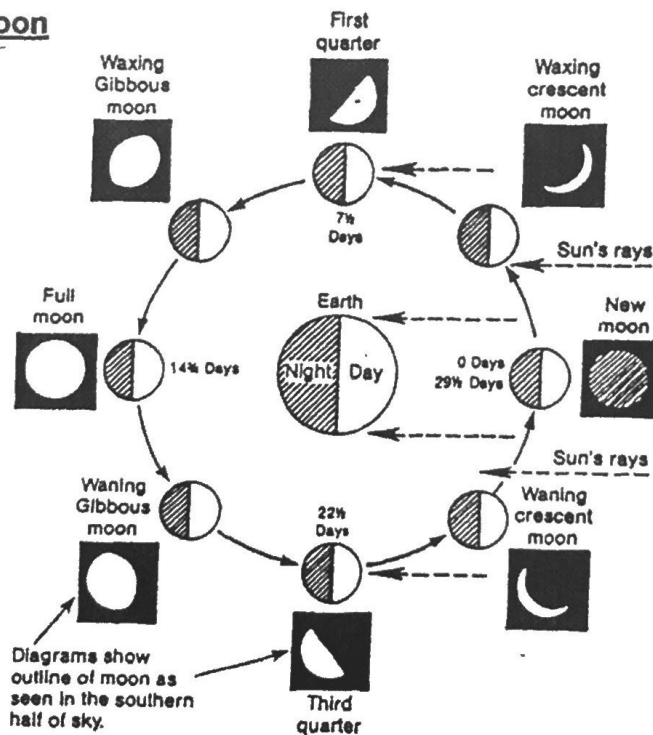 oon
First
quarter
Waxing
Gibbous
moon
Waxing
crescent
moon
7½
Days
Sun's rays
Full
moon
14¾ Days
Earth
Night
Day
0 Days
29½ Days
New
moon
Sun's rays
Waning
Gibbous
moon
22½
Days
Waning
crescent
moon
Third
quarter
Diagrams show
outline of moon as
seen in the southern
half of sky.